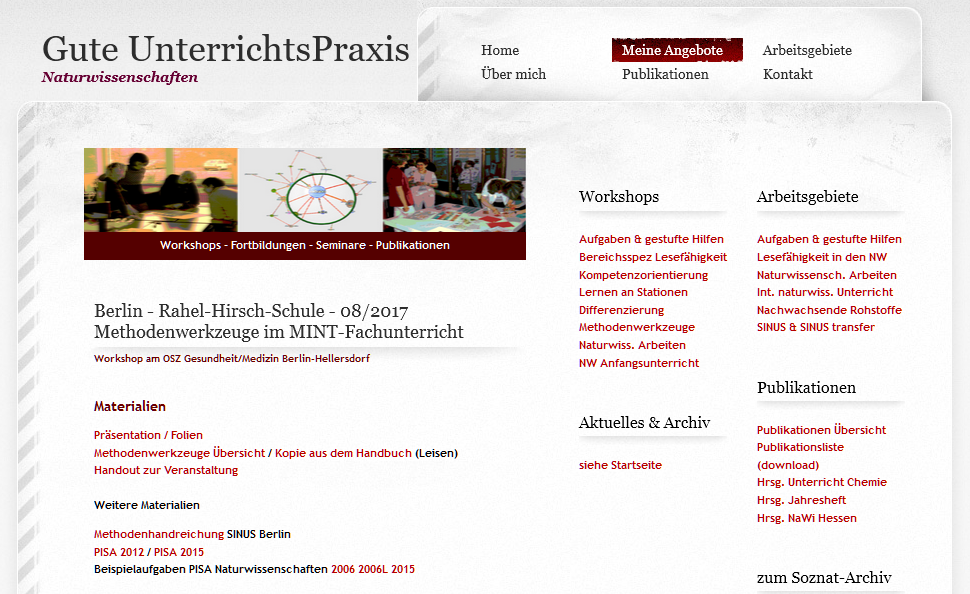 Gute UnterrichtsPraxis
Naturwissenschaften
Home
Meine Angebote
Arbeitsgebiete
Über mich
Publikationen
Kontakt
Workshops - Fortbildungen - Seminare - Publikationen
Berlin - Rahel-Hirsch-Schule - 08/2017
Methodenwerkzeuge im MINT-Fachunterricht
Workshop am OSZ Gesundheit/Medizin Berlin-Hellersdorf
Materialien
Präsentation / Folien
Methodenwerkzeuge Übersicht / Kopie aus dem Handbuch (Leisen)
Handout zur Veranstaltung
Weitere Materialien
Methodenhandreichung SINUS Berlin
PISA 2012 / PISA 2015
Beispielaufgaben PISA Naturwissenschaften 2006 2006L 2015
Workshops
Aufgaben & gestufte Hilfen
Bereichsspez Lesefähigkeit
Kompetenzorientierung
Lernen an Stationen
Differenzierung
Methodenwerkzeuge
Naturwiss. Arbeiten
NW Anfangsunterricht
Aktuelles & Archiv
siehe Startseite
Arbeitsgebiete
Aufgaben & gestufte Hilfen
Lesefähigkeit in den NW
Naturwissensch. Arbeiten
Int. naturwiss. Unterricht
Nachwachsende Rohstoffe
SINUS & SINUS transfer
Publikationen
Publikationen Übersicht
Publikationsliste
(download)
Hrsg. Unterricht Chemie
Hrsg. Jahresheft
Hrsg. NaWi Hessen
zum Soznat-Archiv